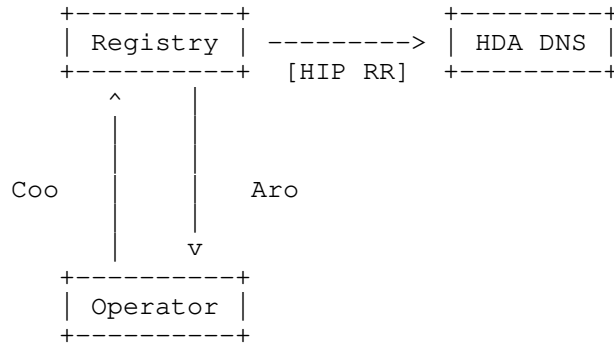 Registry ---------> HDA DNS
[HIP RR]
Coo Aro
Operator